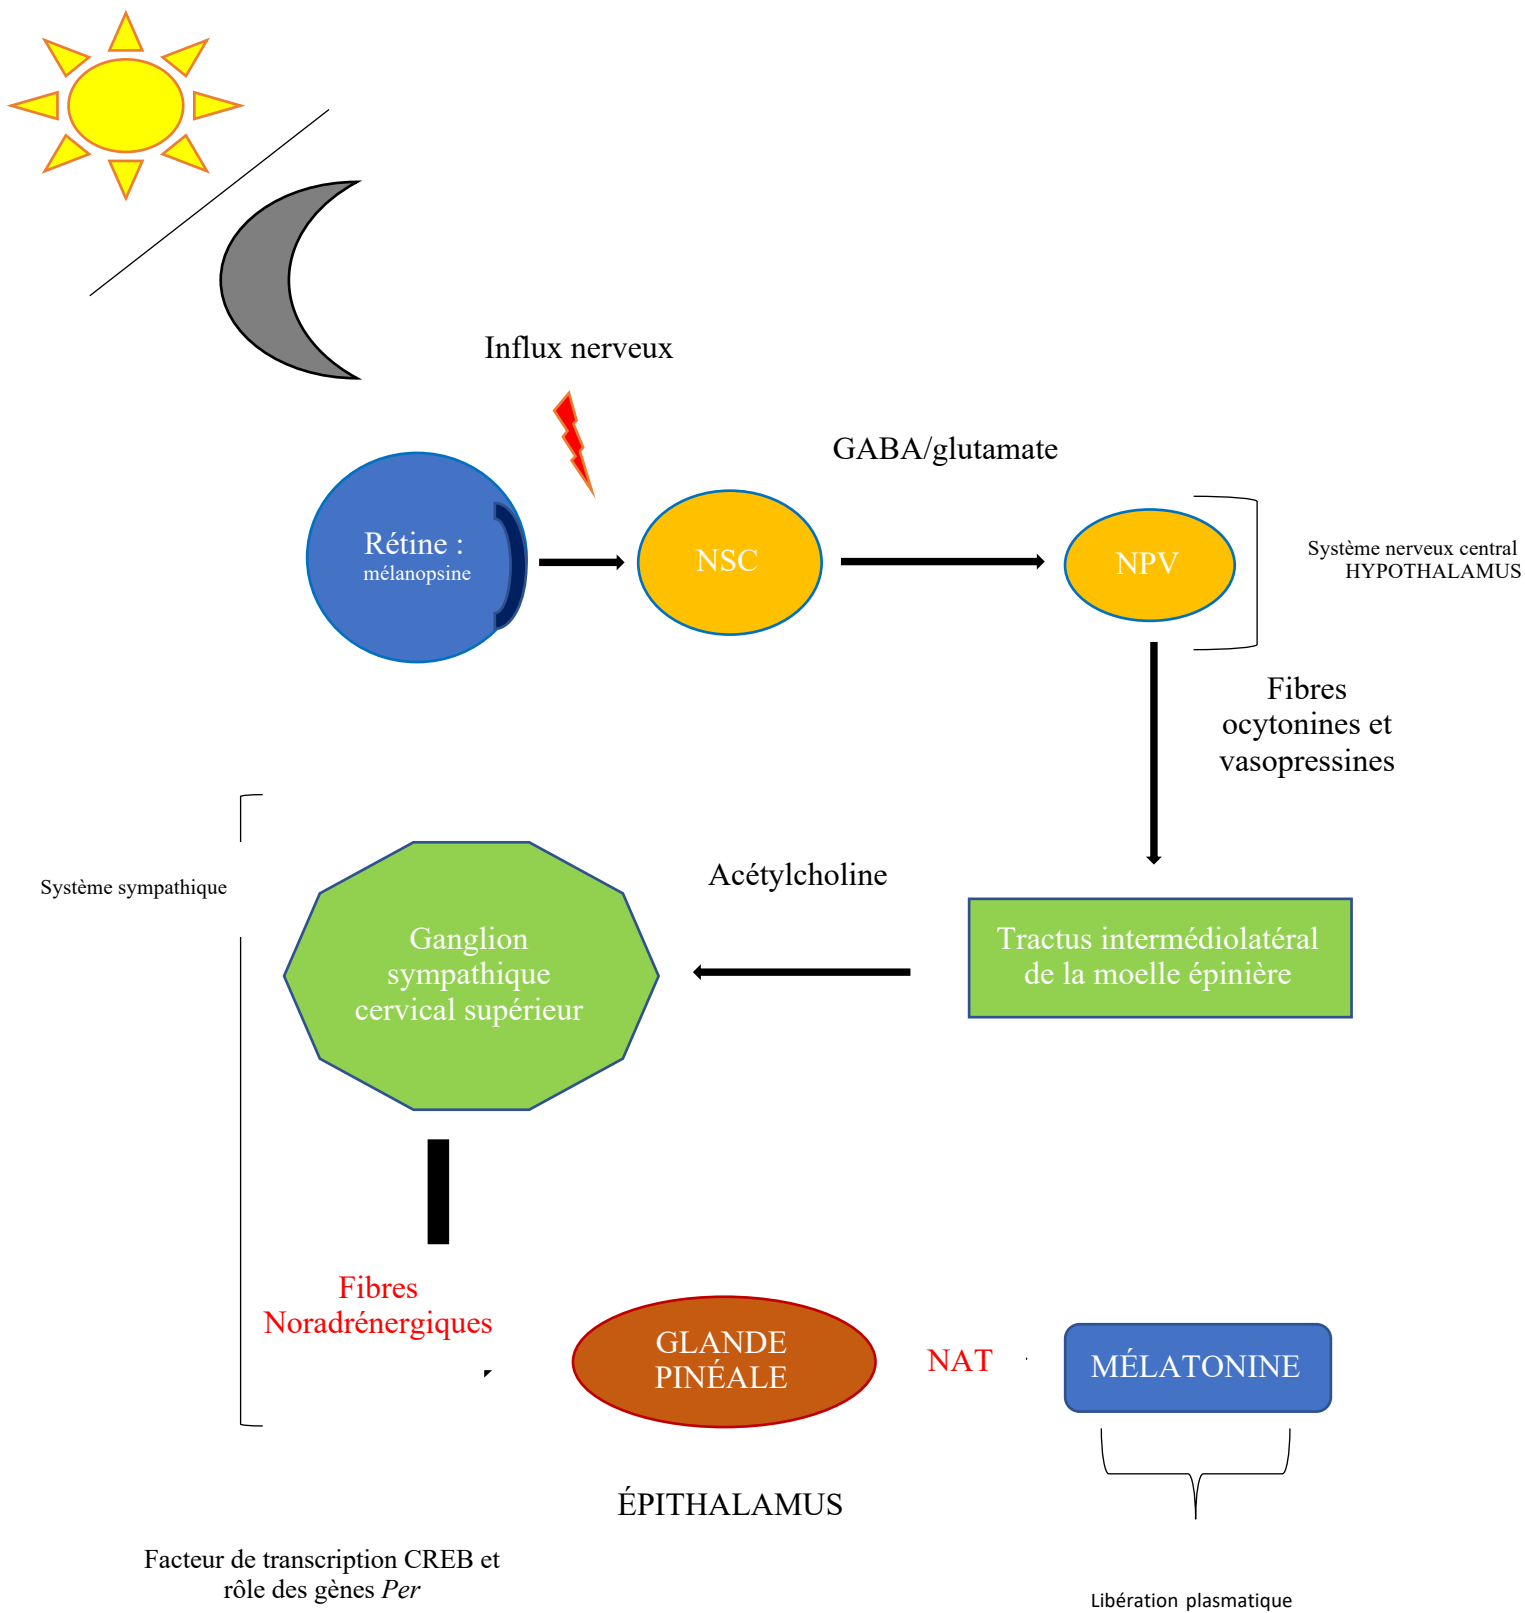 Influx nerveux
GABA/glutamate
Rétine :
mélanopsine
NSC
NPV
Système nerveux central
HYPOTHALAMUS
Fibres
ocytonines et
vasopressines
Système sympathique
Acétylcholine
Ganglion
sympathique
cervical supérieur
Tractus intermédiolatéral
de la moelle épinière
Fibres
Noradrénergiques
GLANDE
PINÉALE
NAT
MÉLATONINE
ÉPITHALAMUS
Facteur de transcription CREB et
rôle des gènes Per
Libération plasmatique